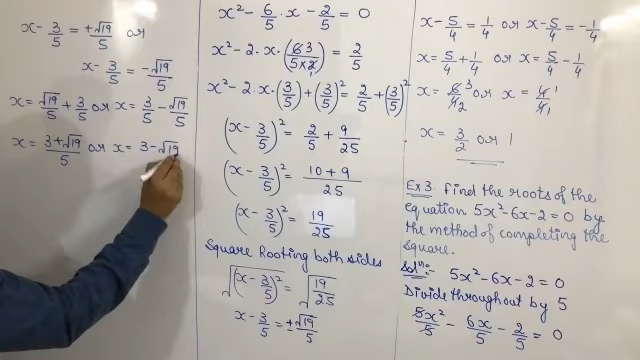 x - 3/5 = +√19/5 or
x - 3/5 = -√19/5
x = √19/5 + 3/5 or x = 3/5 - √19/5
x = 3+√19/5 or x = 3-√19
x² - 6/5 . x - 2/5 = 0
x² - 2. x. (6 3/5×2) = 2/5
x² - 2. x. (3/5) + (3/5)² = 2/5 + (3/5)²
(x - 3/5)² = 2/5 + 9/25
(x - 3/5)² = 10+9/25
(x - 3/5)² = 19/25
Square Rooting both sides
√(x - 3/5)² = √19/25
x - 3/5 = ±√19/5
x - 5/4 = 1/4 or x - 5/4 = -1/4
x = 5/4 + 1/4 or x = 5/4 - 1/4
x = 6 3/4 2 or x = 4 1/4 1
x = 3/2 or 1
Ex 3. Find the roots of the
equation 5x²-6x-2=0 by
the method of completing the
square.
Solⁿ:- 5x²-6x-2=0
Divide throughout by 5
5x²/5 - 6x/5 - 2/5 = 0